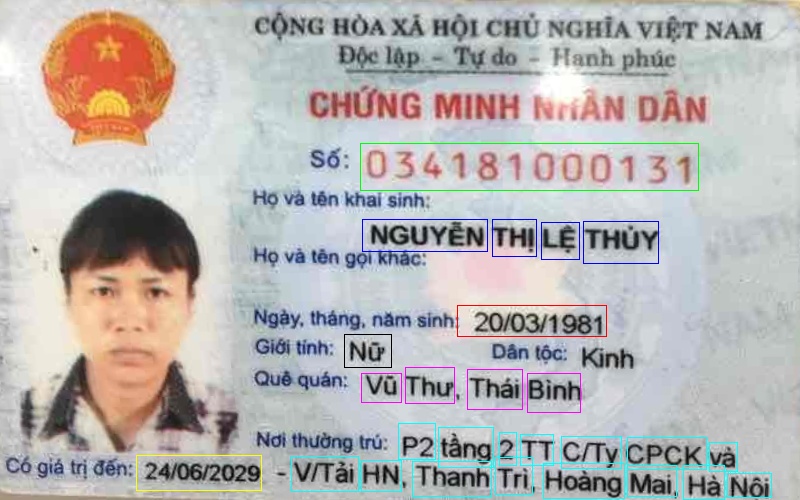 CỘNG HÒA XÃ HỘI CHỦ NGHĨA VIỆT NAM
Độc lập - Tự do - Hạnh phúc
CHỨNG MINH NHÂN DÂN
Số: 034181000131
Họ và tên khai sinh:
NGUYỄN THỊ LỆ THỦY
Họ và tên gọi khác:
Ngày, tháng, năm sinh: 20/03/1981
Giới tính: Nữ Dân tộc: Kinh
Quê quán: Vũ Thư, Thái Bình
Nơi thường trú: P2 tầng 2 TT C/Ty CPCK và
Có giá trị đến: 24/06/2029 - V/Tải HN, Thanh Trì, Hoàng Mai, Hà Nội